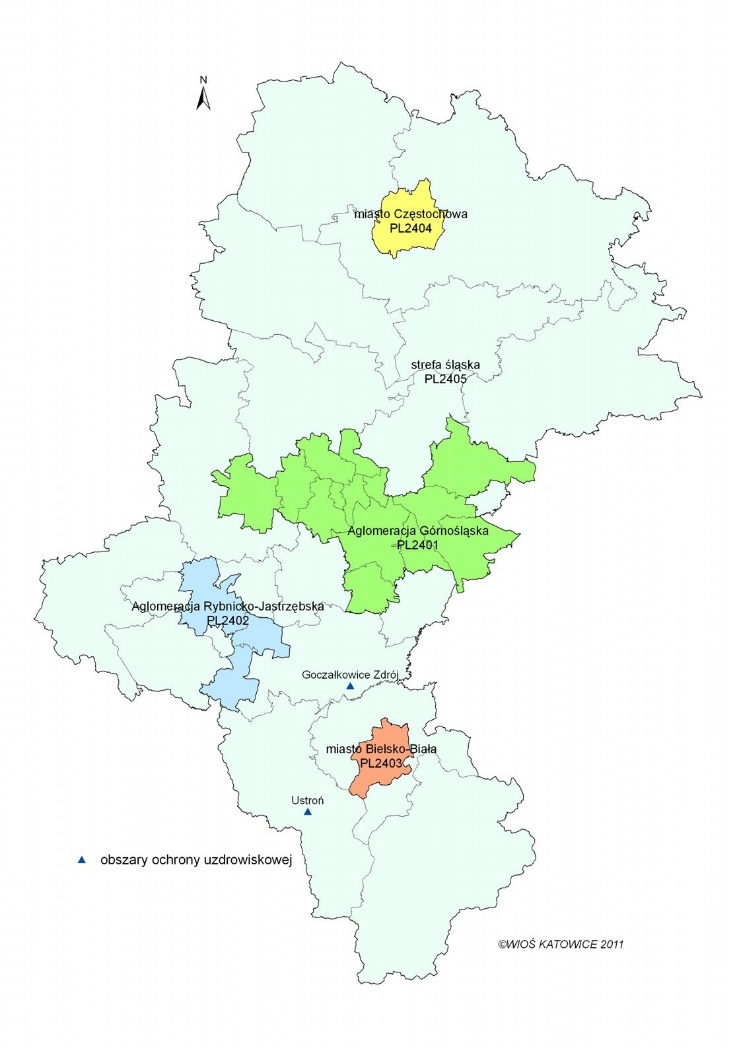 N
miasto Częstochowa
PL2404
strefa śląska
PL2405
Aglomeracja Górnośląska
PL2401
Aglomeracja Rybnicko-Jastrzębska
PL2402
Goczałkowice Zdrój
miasto Bielsko-Biała
PL2403
Ustroń
obszary ochrony uzdrowiskowej
©WIOŚ KATOWICE 2011